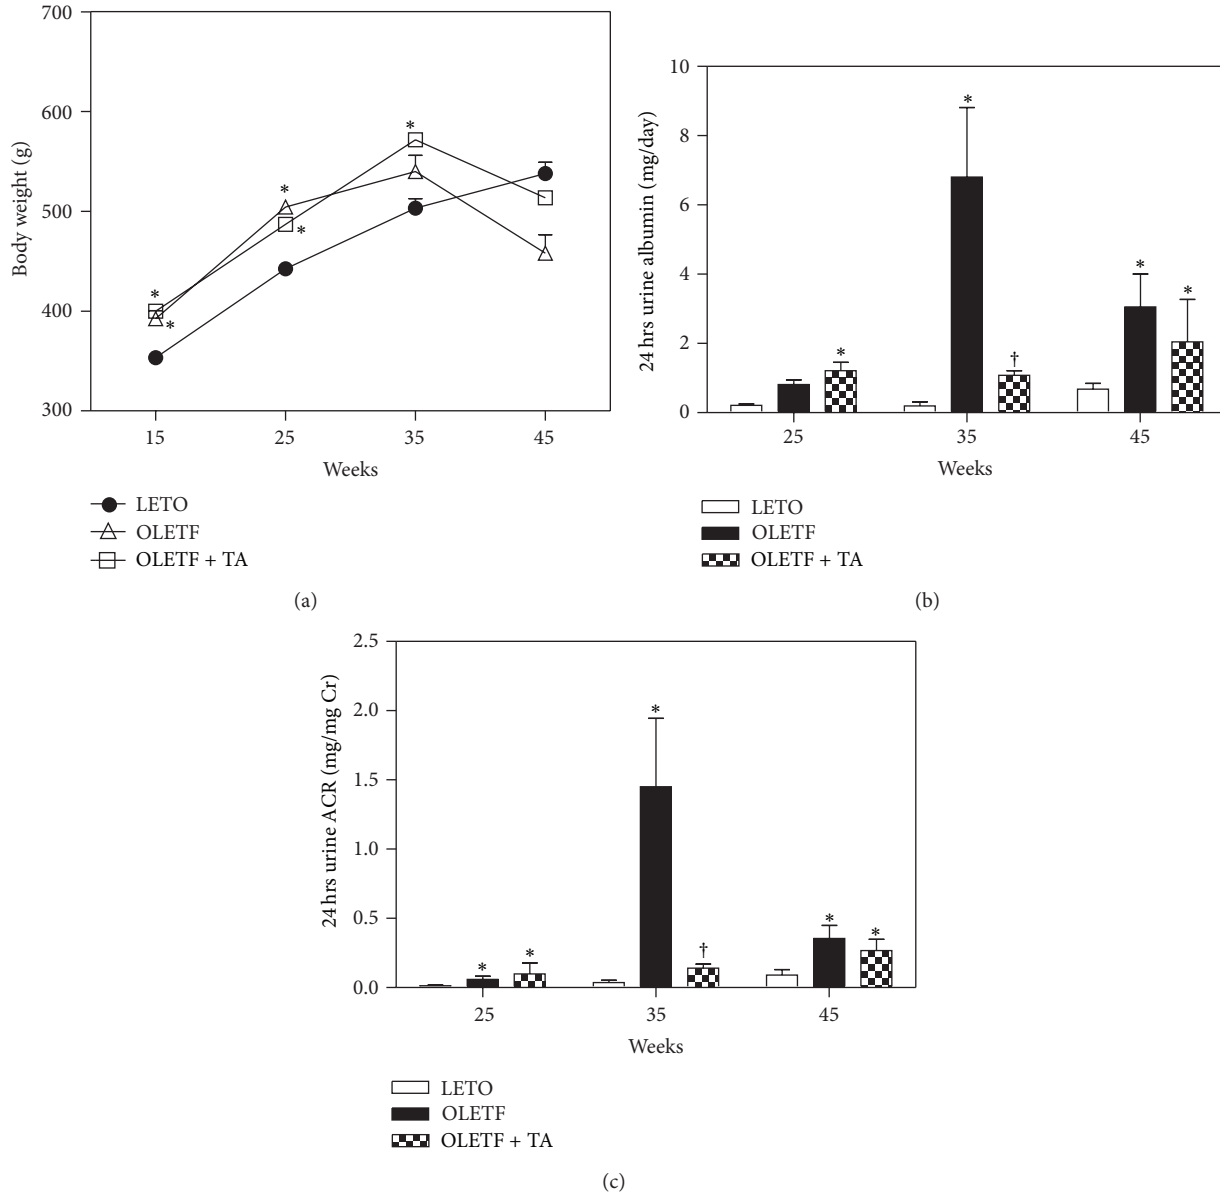 700
600
500
400
300
Body weight (g)
*
*
*
*
*
15
25
35
45
Weeks
LETO
OLETF
OLETF + TA
(a)
10
8
6
4
2
0
24 hrs urine albumin (mg/day)
*
*
†
*
*
25
35
45
Weeks
LETO
OLETF
OLETF + TA
(b)
2.5
2.0
1.5
1.0
0.5
0.0
24 hrs urine ACR (mg/mg Cr)
*
*
*
†
*
*
25
35
45
Weeks
LETO
OLETF
OLETF + TA
(c)